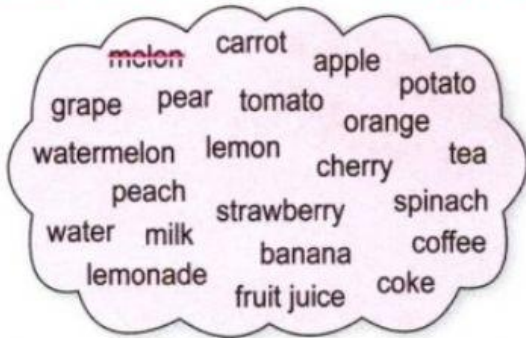 melon carrot apple potato
grape pear tomato orange
watermelon lemon cherry tea
peach strawberry spinach
water milk banana coffee
lemonade fruit juice coke